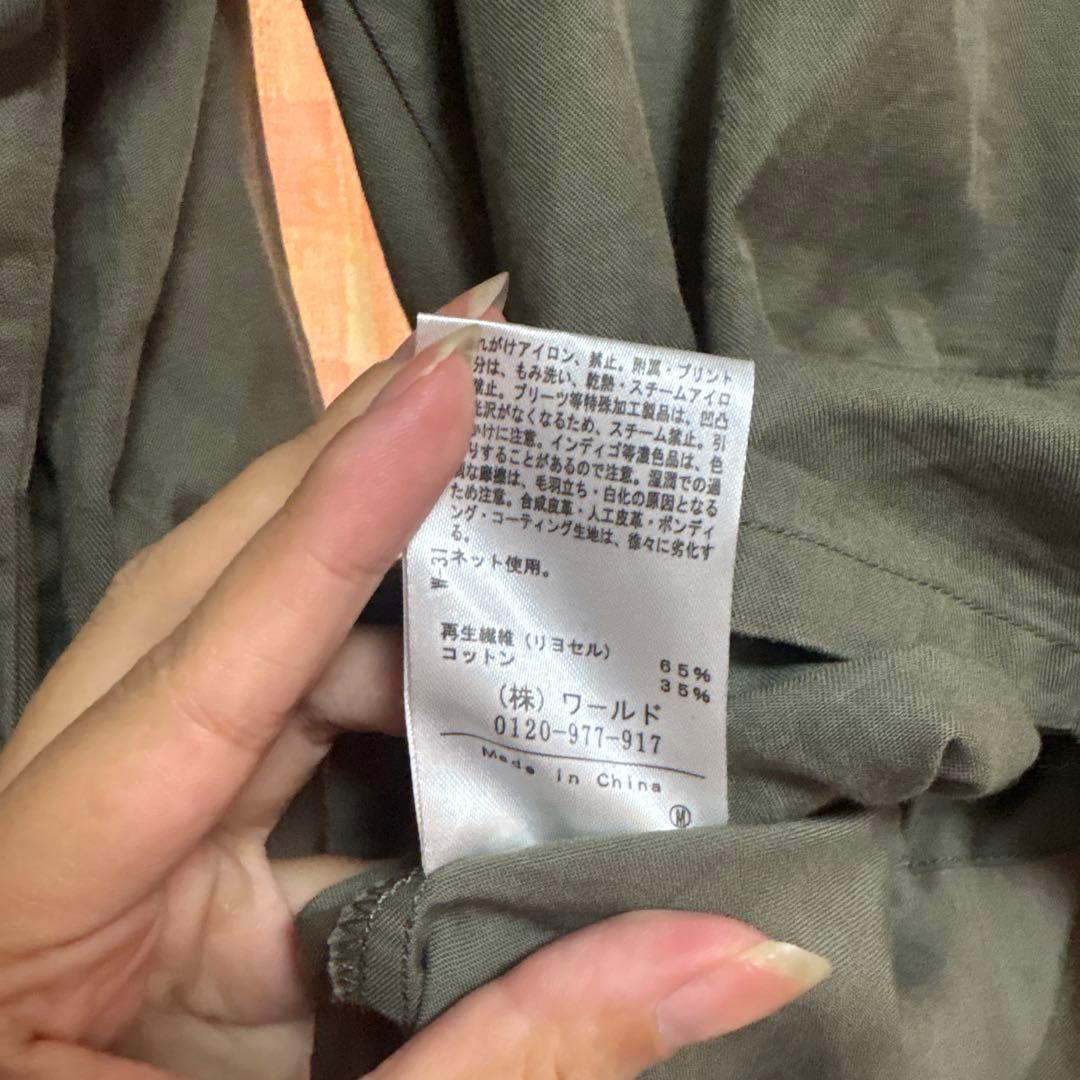 れがけアイロン、禁止。附属・プリント
分は、もみ洗い、乾熱・スチームアイロ
禁止。プリーツ等特殊加工製品は、凹凸
光沢がなくなるため、スチーム禁止。引
かけに注意。インディゴ等濃色品は、色
りすることがあるので注意。湿潤での過
な摩擦は、毛羽立ち・白化の原因となる
ため注意。合成皮革・人工皮革・ボンディ
ング・コーティング生地は、徐々に劣化す
る。
ネット使用。
W-31
再生繊維（リヨセル） 65%
コットン 35%
（株）ワールド
0120-977-917
Made in China
M